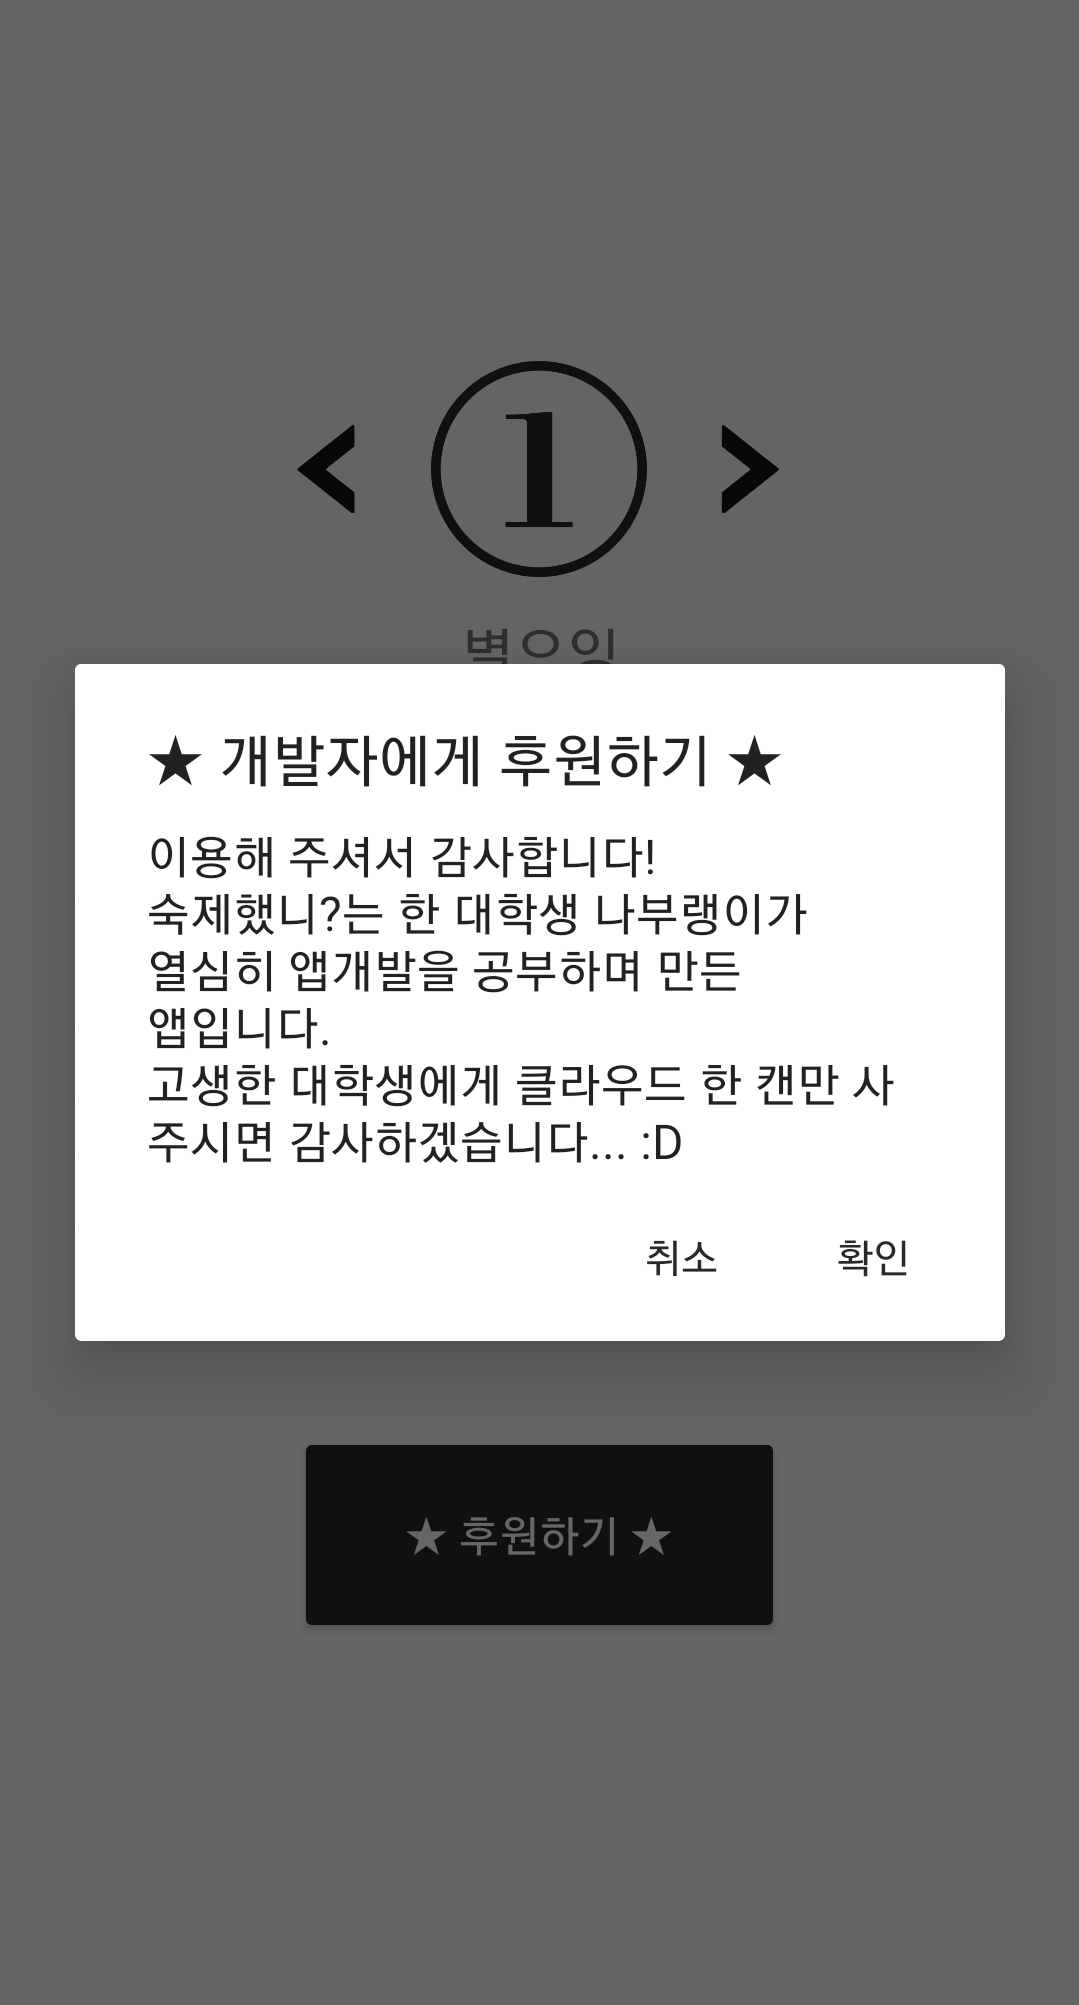 1
★ 개발자에게 후원하기 ★
이용해 주셔서 감사합니다!
숙제했니?는 한 대학생 나부랭이가
열심히 앱개발을 공부하며 만든
앱입니다.
고생한 대학생에게 클라우드 한 캔만 사
주시면 감사하겠습니다... :D
취소 확인
★ 후원하기 ★